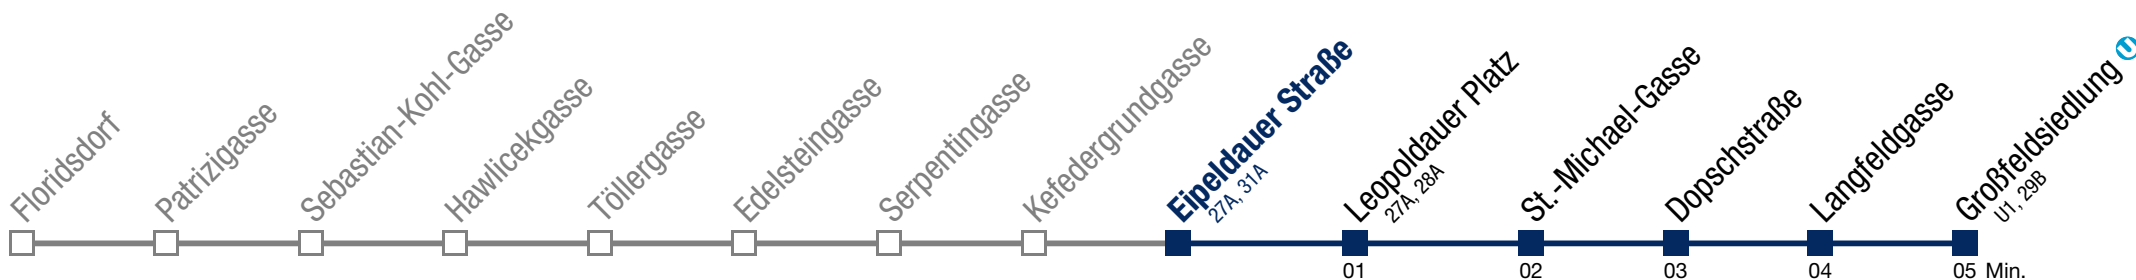 Floridsdorf
Patrizigasse
Sebastian-Kohl-Gasse
Hawlicekgasse
Töllergasse
Edelsteingasse
Serpentingasse
Kefedergrundgasse
Eipeldauer Straße
27A, 31A
Leopoldauer Platz
27A, 28A
St.-Michael-Gasse
Dopschstraße
Langfeldgasse
Großfeldsiedlung U
U1, 29B
01 02 03 04 05 Min.